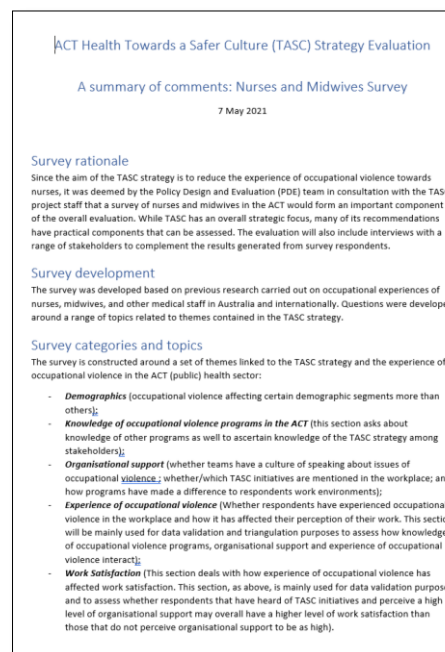 ACT Health Towards a Safer Culture (TASC) Strategy Evaluation
A summary of comments: Nurses and Midwives Survey
7 May 2021
Survey rationale
Since the aim of the TASC strategy is to reduce the experience of occupational violence towards
nurses, it was deemed by the Policy Design and Evaluation (PDE) team in consultation with the TAS
project staff that a survey of nurses and midwives in the ACT would form an important component
of the overall evaluation. While TASC has an overall strategic focus, many of its recommendations
have practical components that can be assessed. The evaluation will also include interviews with a
range of stakeholders to complement the results generated from survey respondents.
Survey development
The survey was developed based on previous research carried out on occupational experiences of
nurses, midwives, and other medical staff in Australia and internationally. Questions were develope
around a range of topics related to themes contained in the TASC strategy.
Survey categories and topics
The survey is constructed around a set of themes linked to the TASC strategy and the experience of
occupational violence in the ACT (public) health sector:
- Demographics (occupational violence affecting certain demographic segments more than
others);
- Knowledge of occupational violence programs in the ACT (this section asks about
knowledge of other programs as well to ascertain knowledge of the TASC strategy among
stakeholders);
- Organisational support (whether teams have a culture of speaking about issues of
occupational violence ; whether/which TASC initiatives are mentioned in the workplace; an
how programs have made a difference to respondents work environments);
- Experience of occupational violence (Whether respondents have experienced occupationa
violence in the workplace and how it has affected their perception of their work. This sectio
will be mainly used for data validation and triangulation purposes to assess how knowledge
of occupational violence programs, organisational support and experience of occupational
violence interact);
- Work Satisfaction (This section deals with how experience of occupational violence has
affected work satisfaction. This section, as above, is mainly used for data validation purpose
and to assess whether respondents that have heard of TASC initiatives and perceive a high
level of organisational support may overall have a higher level of work satisfaction than
those that do not perceive organisational support to be as high).